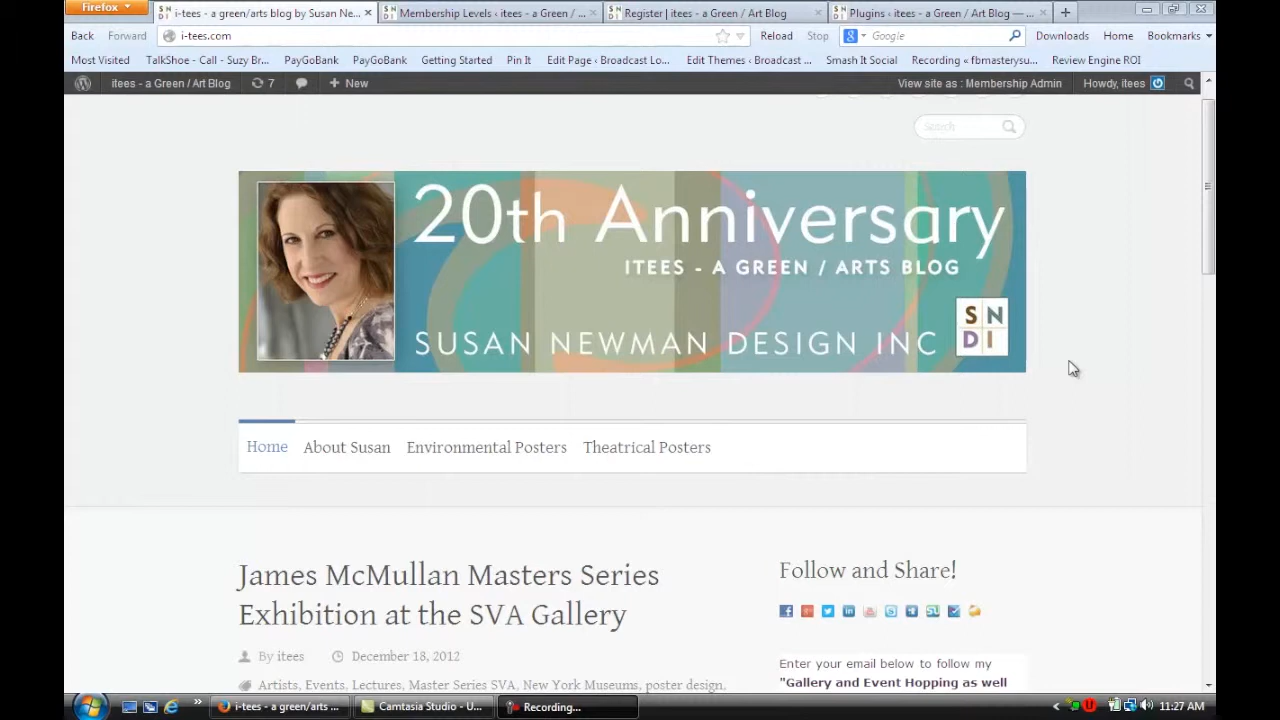 Firefox
i-tees - a green/arts blog by Susan Ne...
Membership Levels ‹ itees - a Green / ...
Register | itees - a Green / Art Blog
Plugins ‹ itees - a Green / Art Blog — ...
Back Forward i-tees.com Google Reload Stop Downloads Home Bookmarks
Most Visited TalkShoe - Call - Suzy Br... PayGoBank PayGoBank Getting Started Pin It Edit Page ‹ Broadcast Lo... Edit Themes ‹ Broadcast ... Smash It Social Recording « fbmasterysu... Review Engine ROI
itees - a Green / Art Blog 7 + New View site as : Membership Admin Howdy, itees
Search
20th Anniversary
ITEES - A GREEN / ARTS BLOG
SUSAN NEWMAN DESIGN INC
S N
D I
Home About Susan Environmental Posters Theatrical Posters
James McMullan Masters Series
Exhibition at the SVA Gallery
By itees December 18, 2012
Artists, Events, Lectures, Master Series SVA, New York Museums, poster design,
Follow and Share!
Enter your email below to follow my
"Gallery and Event Hopping as well
i-tees - a green/arts ... Camtasia Studio - U... Recording... 11:27 AM